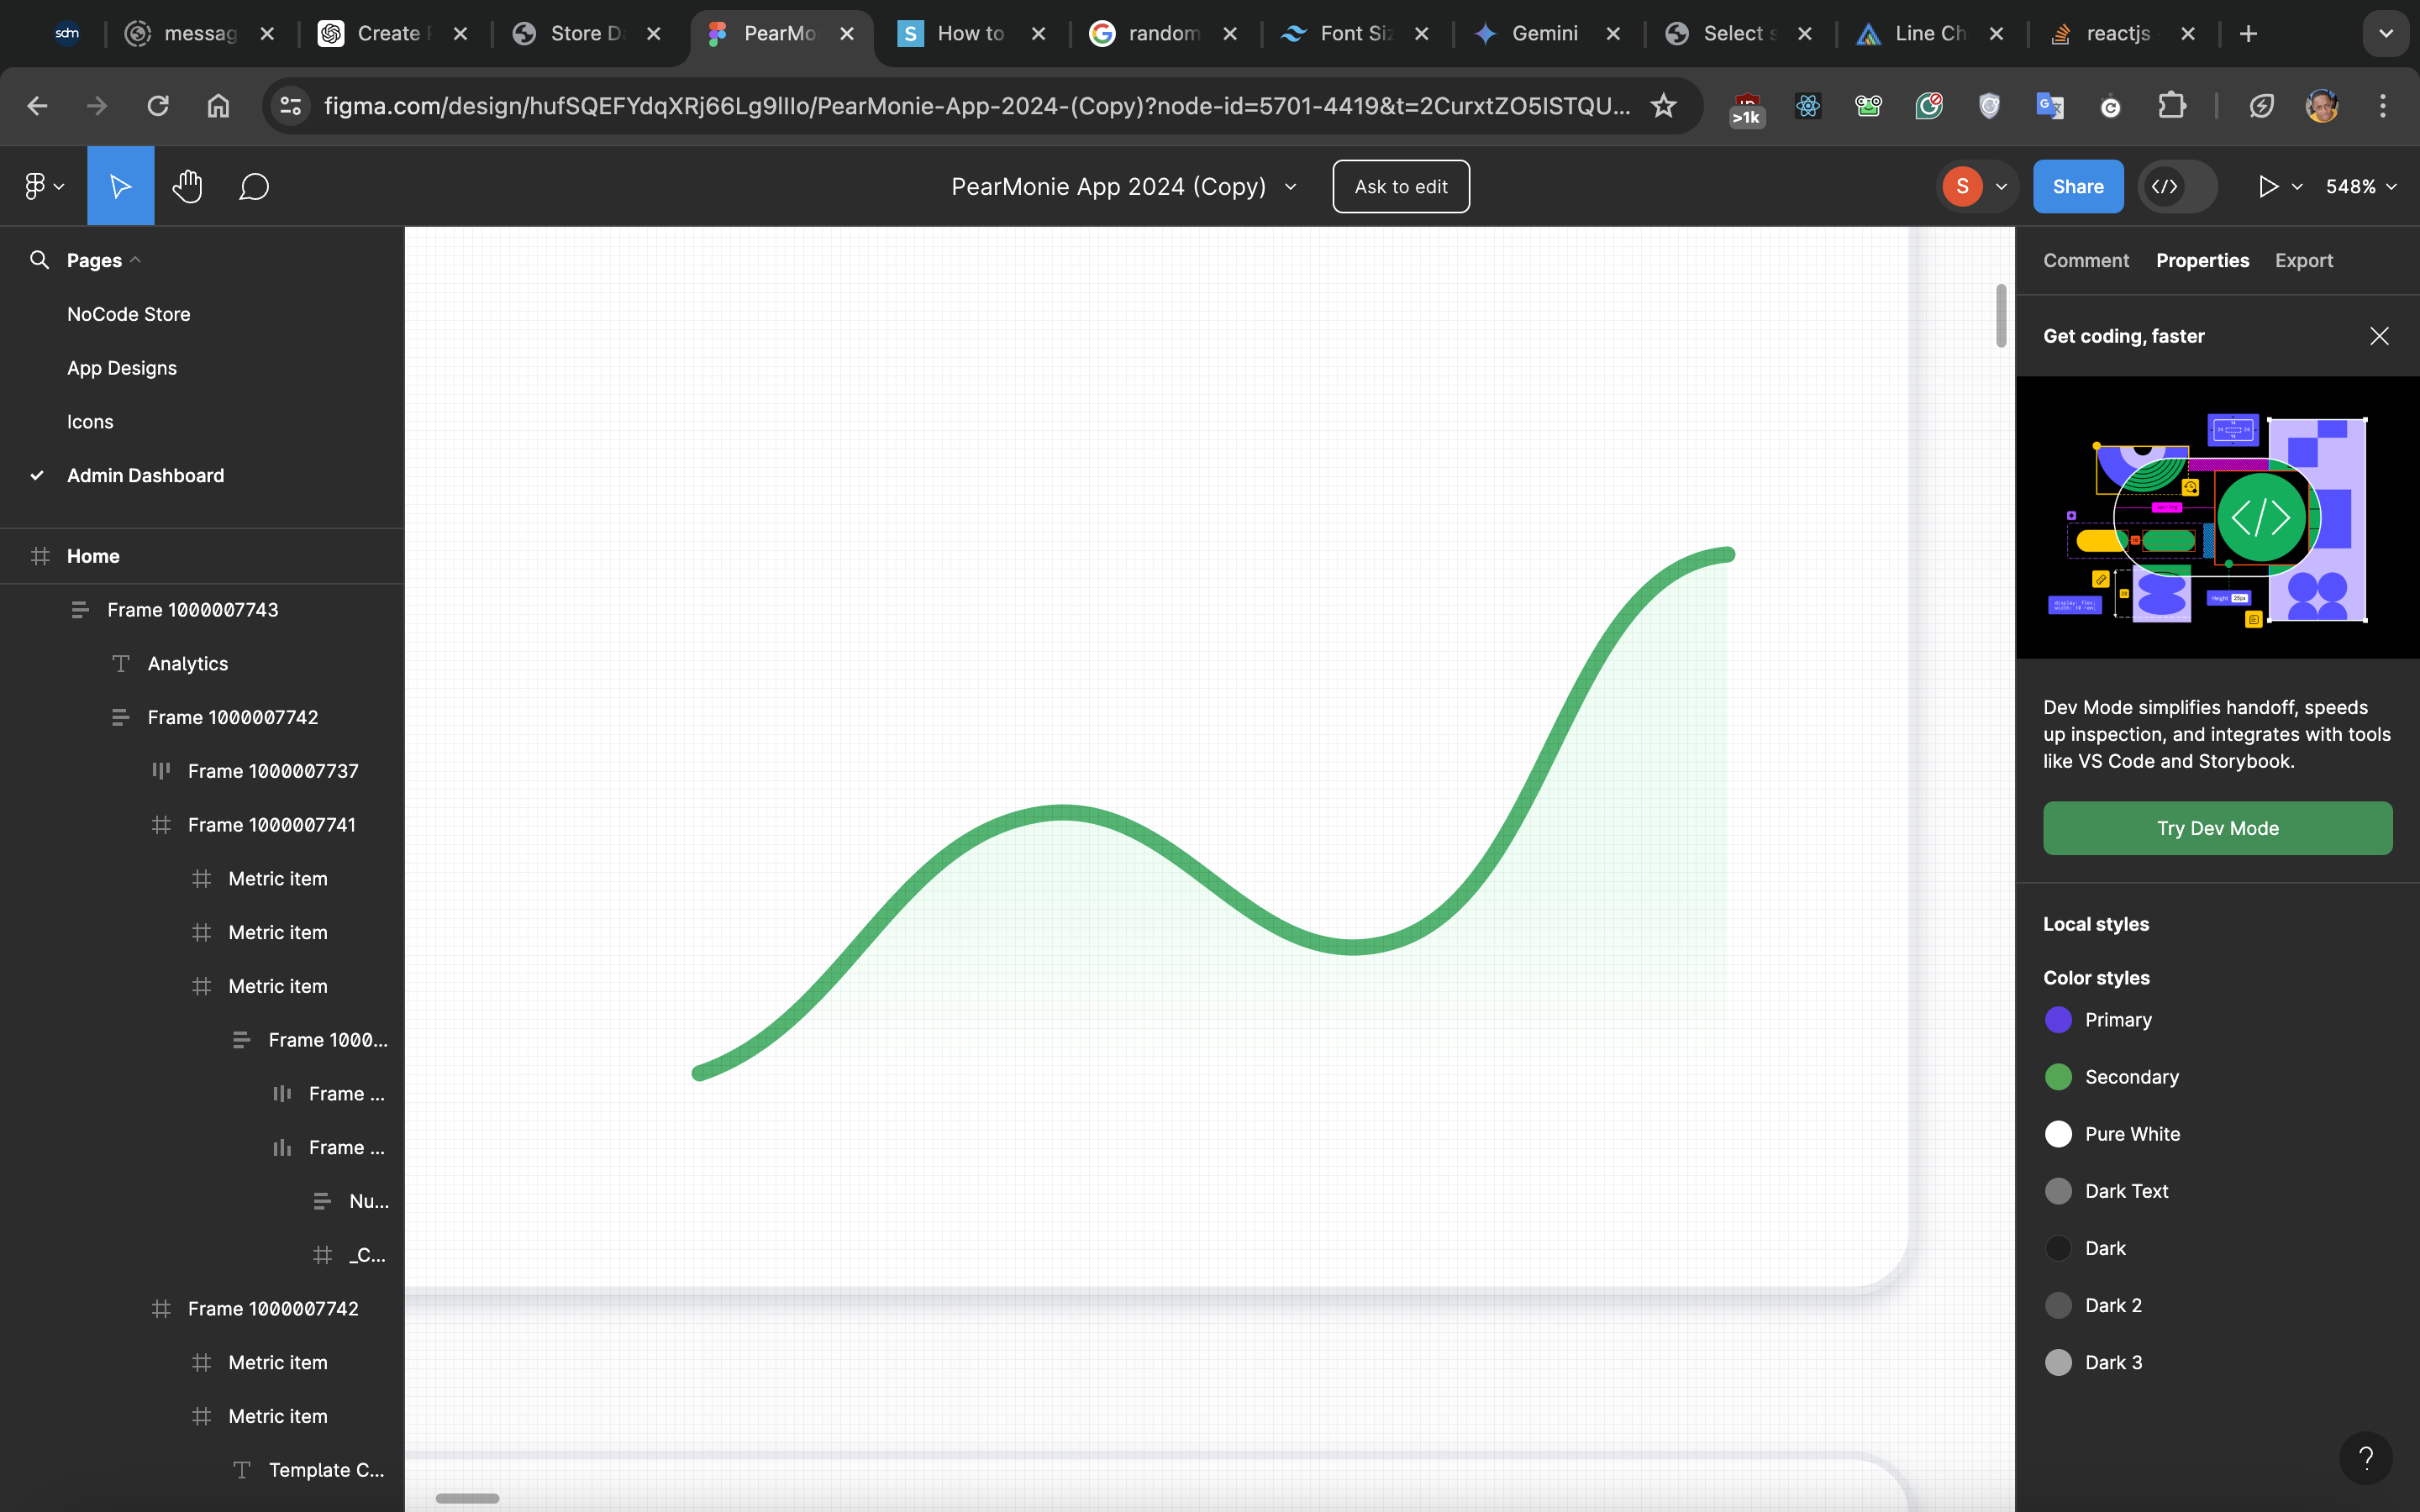 sdm messag Create Store D PearMo How to random Font Siz Gemini Select s Line Ch reactjs
figma.com/design/hufSQEFYdqXRj66Lg9lIIo/PearMonie-App-2024-(Copy)?node-id=5701-4419&t=2CurxtZO5ISTQU...
>1k
PearMonie App 2024 (Copy)
Ask to edit
S
Share
548%
Pages
NoCode Store
App Designs
Icons
Admin Dashboard
Home
Frame 1000007743
Analytics
Frame 1000007742
Frame 1000007737
Frame 1000007741
Metric item
Metric item
Metric item
Frame 1000...
Frame ...
Frame ...
Nu...
_C...
Frame 1000007742
Metric item
Metric item
Template C...
Comment Properties Export
Get coding, faster
Dev Mode simplifies handoff, speeds
up inspection, and integrates with tools
like VS Code and Storybook.
Try Dev Mode
Local styles
Color styles
Primary
Secondary
Pure White
Dark Text
Dark
Dark 2
Dark 3
?